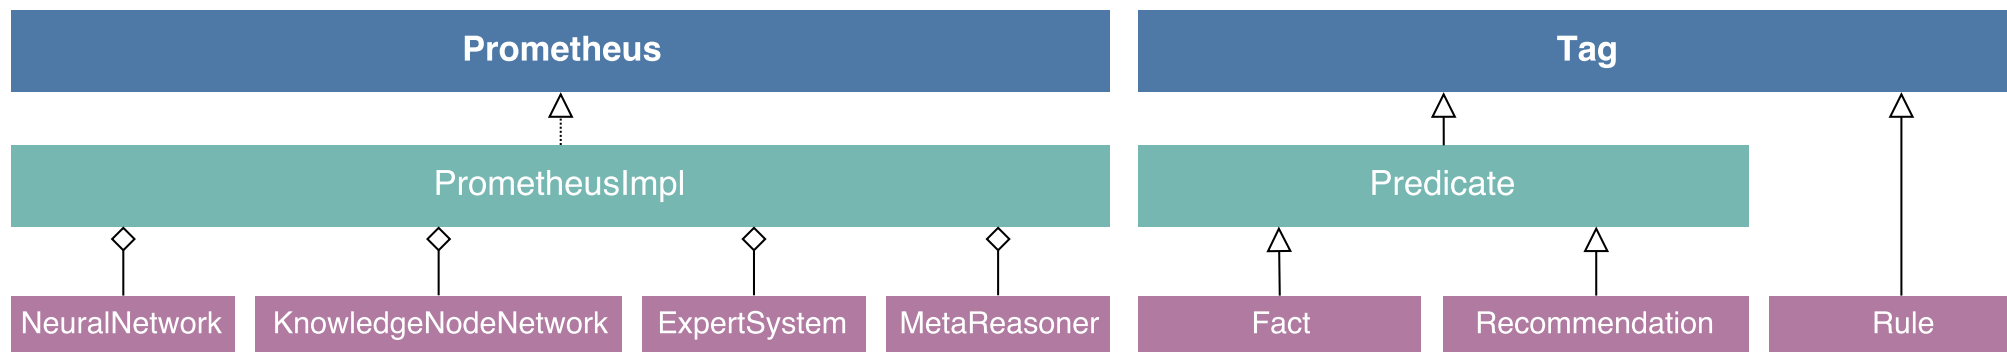 Prometheus
Tag
PrometheusImpl
Predicate
NeuralNetwork
KnowledgeNodeNetwork
ExpertSystem
MetaReasoner
Fact
Recommendation
Rule